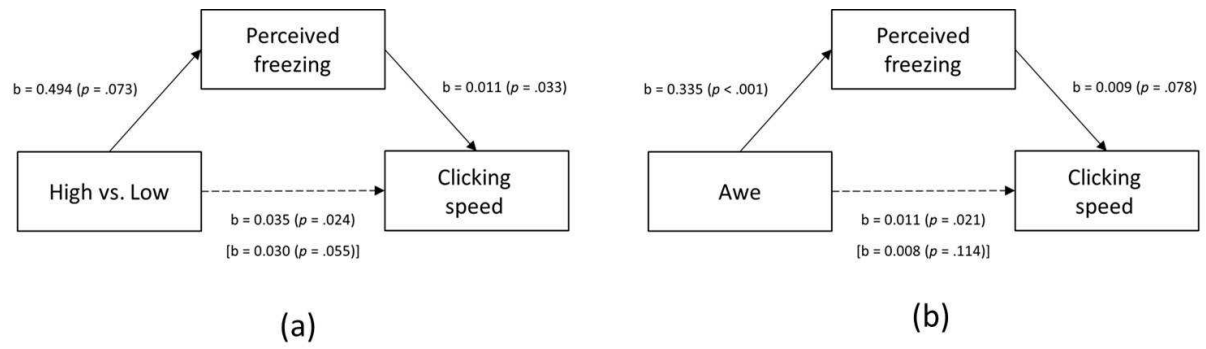 Perceived
freezing
b = 0.494 (p = .073)
b = 0.011 (p = .033)
High vs. Low
Clicking
speed
b = 0.035 (p = .024)
[b = 0.030 (p = .055)]
(a)
Perceived
freezing
b = 0.335 (p < .001)
b = 0.009 (p = .078)
Awe
Clicking
speed
b = 0.011 (p = .021)
[b = 0.008 (p = .114)]
(b)